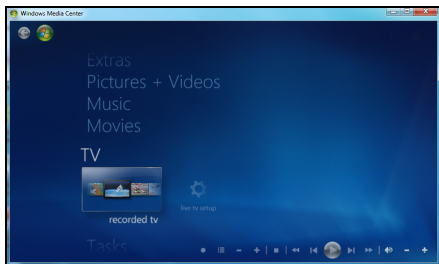 Windows Media Center
Extras
Pictures + Videos
Music
Movies
TV
recorded tv
live tv setup
Tasks